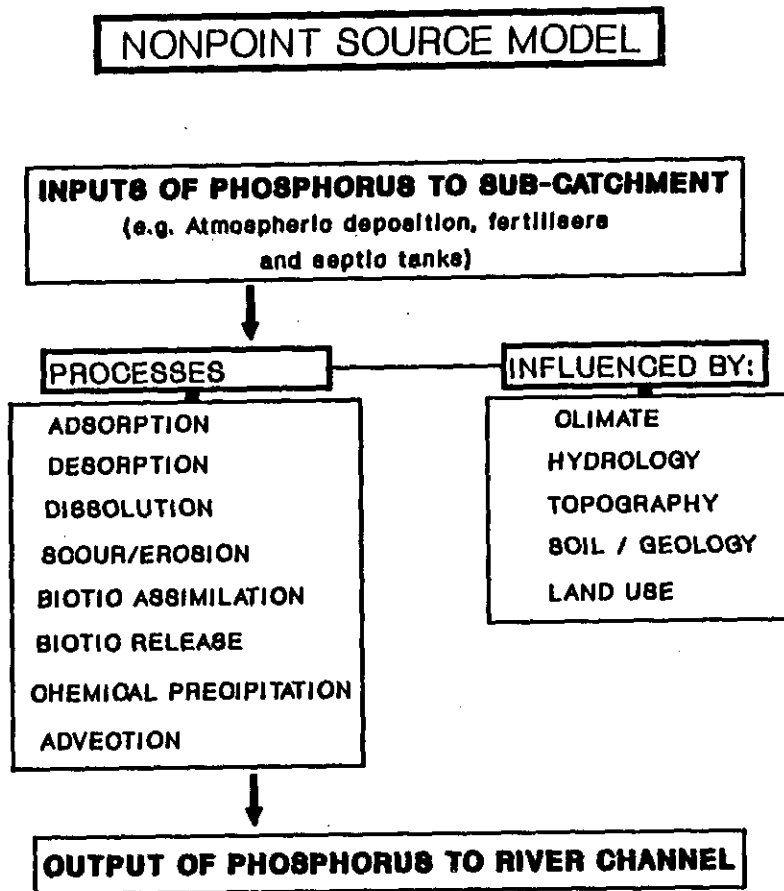 NONPOINT SOURCE MODEL
INPUTS OF PHOSPHORUS TO SUB-CATCHMENT
(e.g. Atmospheric deposition, fertilisers
and septic tanks)
PROCESSES
ADSORPTION
DESORPTION
DISSOLUTION
SCOUR/EROSION
BIOTIC ASSIMILATION
BIOTIC RELEASE
CHEMICAL PRECIPITATION
ADVECTION
INFLUENCED BY:
CLIMATE
HYDROLOGY
TOPOGRAPHY
SOIL / GEOLOGY
LAND USE
OUTPUT OF PHOSPHORUS TO RIVER CHANNEL